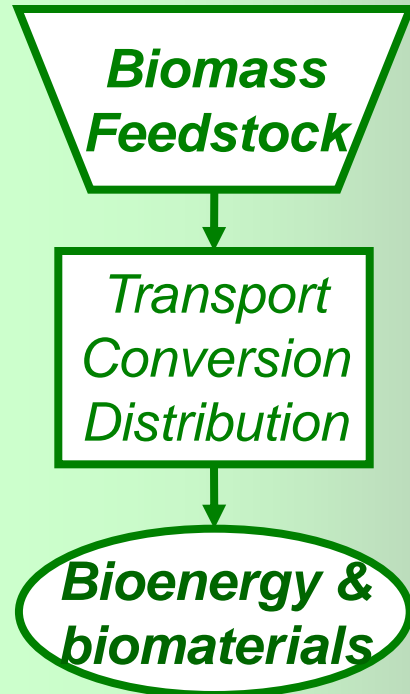 Biomass
Feedstock
Transport
Conversion
Distribution
Bioenergy &
biomaterials